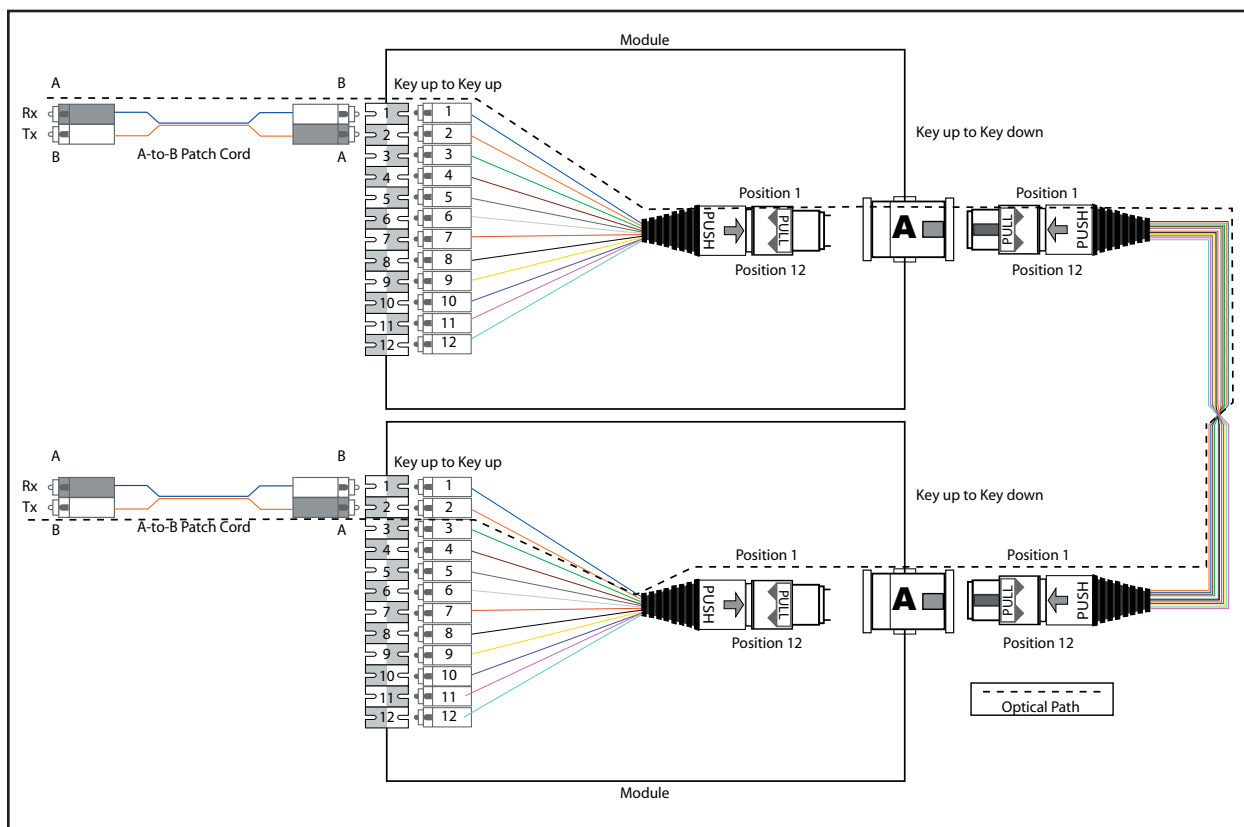 Module
A
B
Key up to Key up
Rx
Tx
B
A-to-B Patch Cord
A
1 1
2 2
3 3
4 4
5 5
6 6
7 7
8 8
9 9
10 10
11 11
12 12
Key up to Key down
Position 1
Position 1
PUSH
PULL
A
PULL
PUSH
Position 12
Position 12
A
B
Key up to Key up
Rx
Tx
B
A-to-B Patch Cord
A
1 1
2 2
3 3
4 4
5 5
6 6
7 7
8 8
9 9
10 10
11 11
12 12
Key up to Key down
Position 1
Position 1
PUSH
PULL
A
PULL
PUSH
Position 12
Position 12
Optical Path
Module